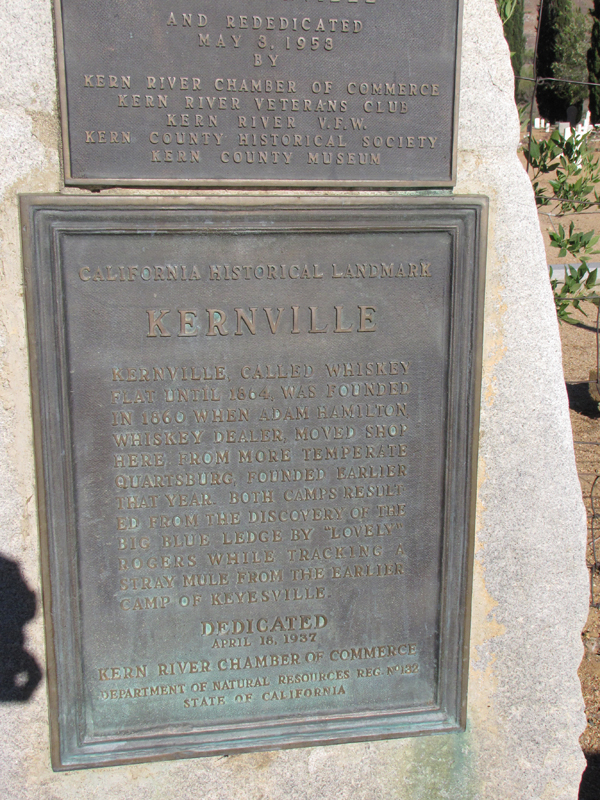 AND REDEDICATED
MAY 3, 1953
BY
KERN RIVER CHAMBER OF COMMERCE
KERN RIVER VETERANS CLUB
KERN RIVER V.F.W.
KERN COUNTY HISTORICAL SOCIETY
KERN COUNTY MUSEUM
CALIFORNIA HISTORICAL LANDMARK
KERNVILLE
KERNVILLE, CALLED WHISKEY
FLAT UNTIL 1864, WAS FOUNDED
IN 1860 WHEN ADAM HAMILTON,
WHISKEY DEALER, MOVED SHOP
HERE, FROM MORE TEMPERATE
QUARTSBURG, FOUNDED EARLIER
THAT YEAR. BOTH CAMPS RESULT-
ED FROM THE DISCOVERY OF THE
BIG BLUE LEDGE BY "LOVELY"
ROGERS WHILE TRACKING A
STRAY MULE FROM THE EARLIER
CAMP OF KEYESVILLE.
DEDICATED
APRIL 18, 1937
KERN RIVER CHAMBER OF COMMERCE
DEPARTMENT OF NATURAL RESOURCES REG. No 132
STATE OF CALIFORNIA